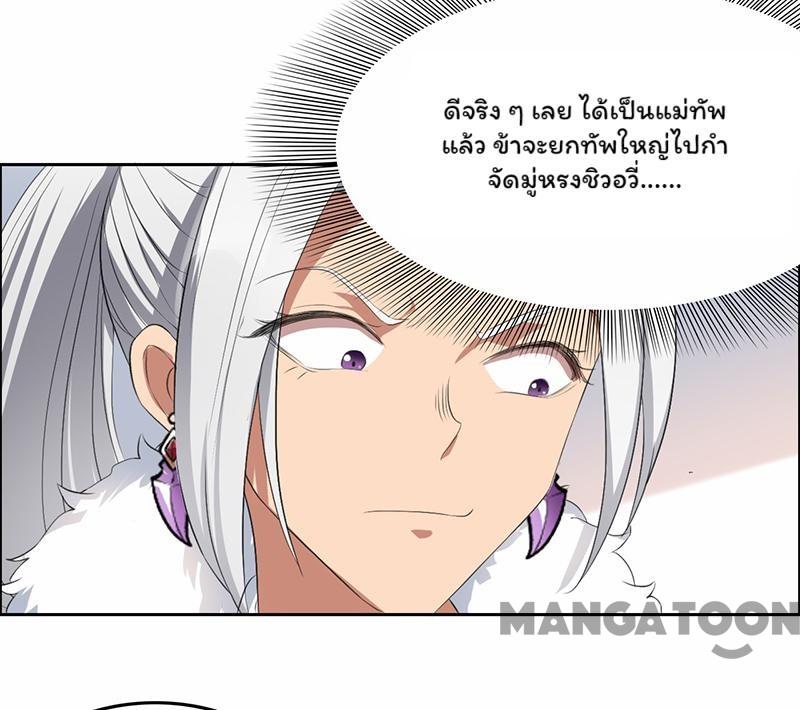 ดีจริง ๆ เลย ได้เป็นแม่ทัพ
แล้ว ข้าจะยกทัพใหญ่ไปกำ
จัดมู่หรงชิวอวี่......
MANGATOON